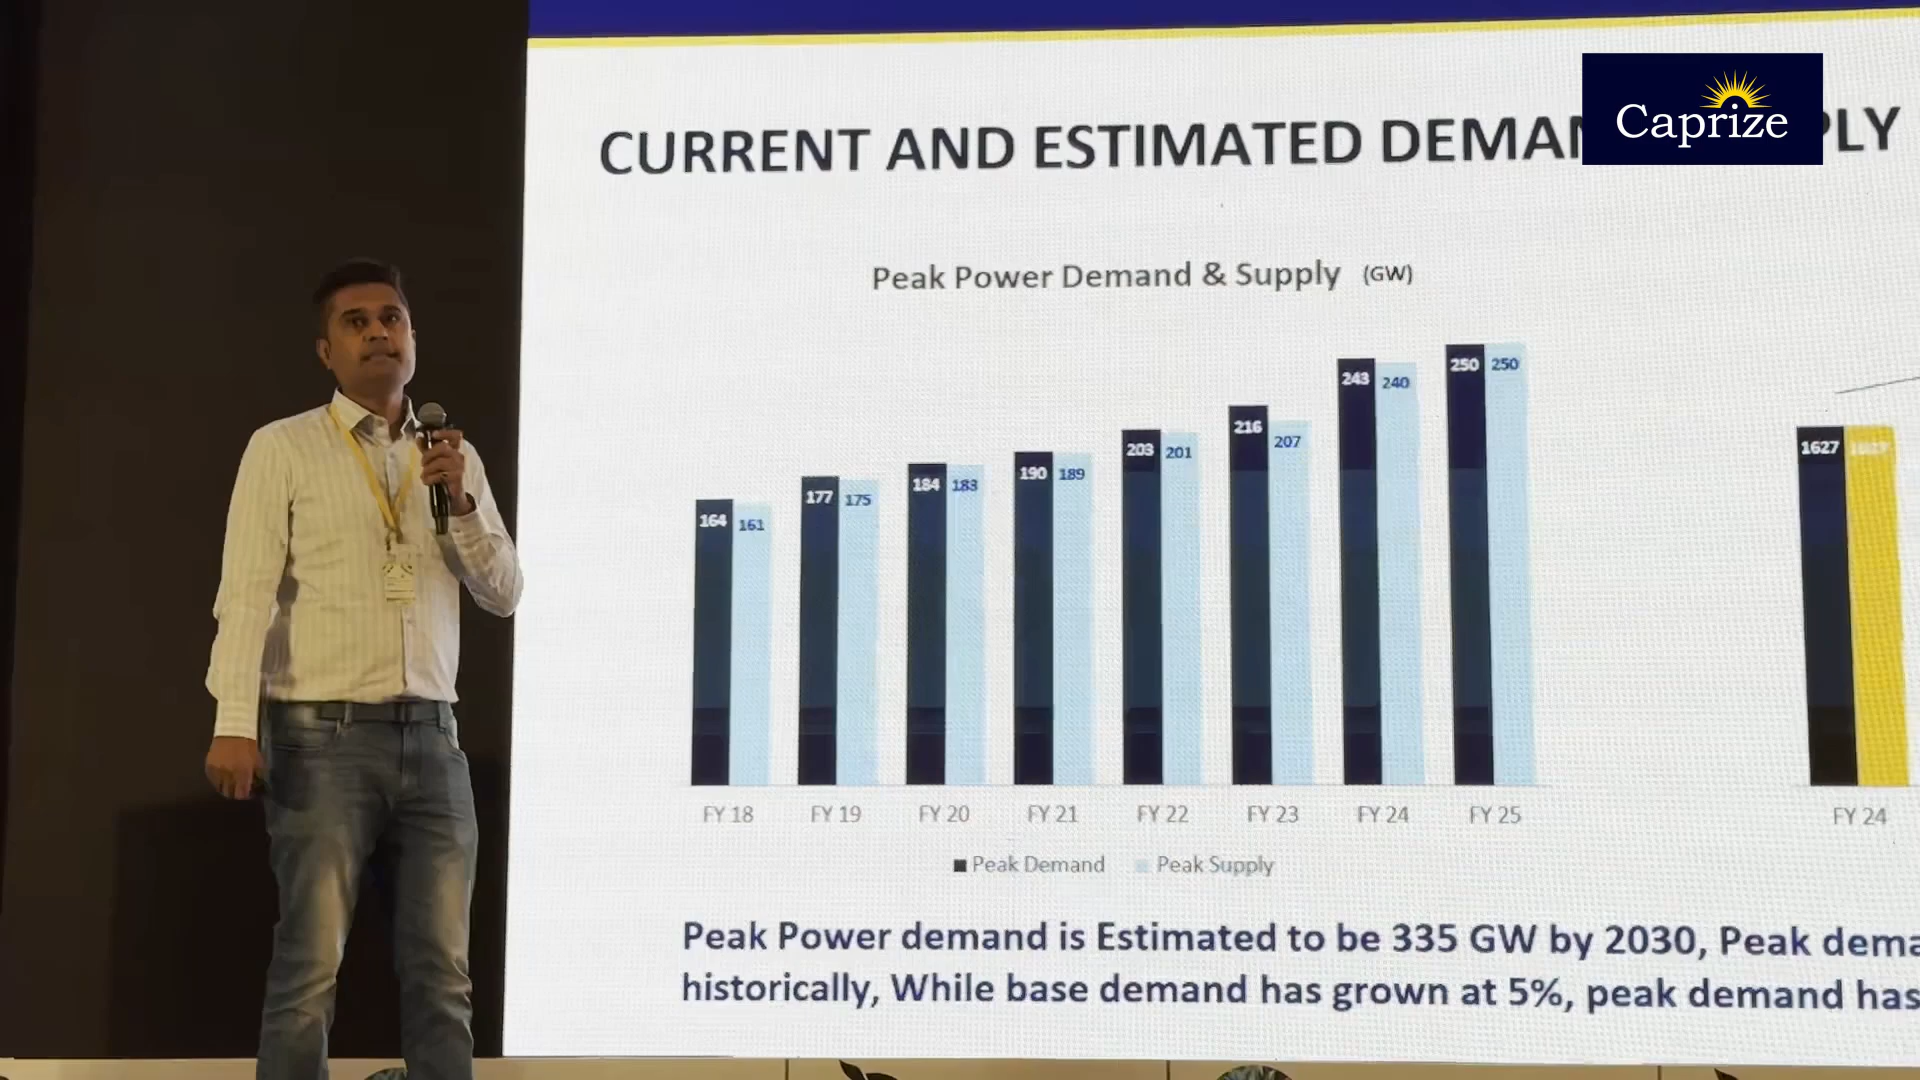 Caprize
CURRENT AND ESTIMATED
Peak Power Demand & Supply (GW)
164 161 177 175 184 183 190 189 203 201 216 207 243 240 250 250
1627
FY 18 FY 19 FY 20 FY 21 FY 22 FY 23 FY 24 FY 25
FY 24
Peak Demand Peak Supply
Peak Power demand is Estimated to be 335 GW by 2030, Peak
historically, While base demand has grown at 5%, peak demand has